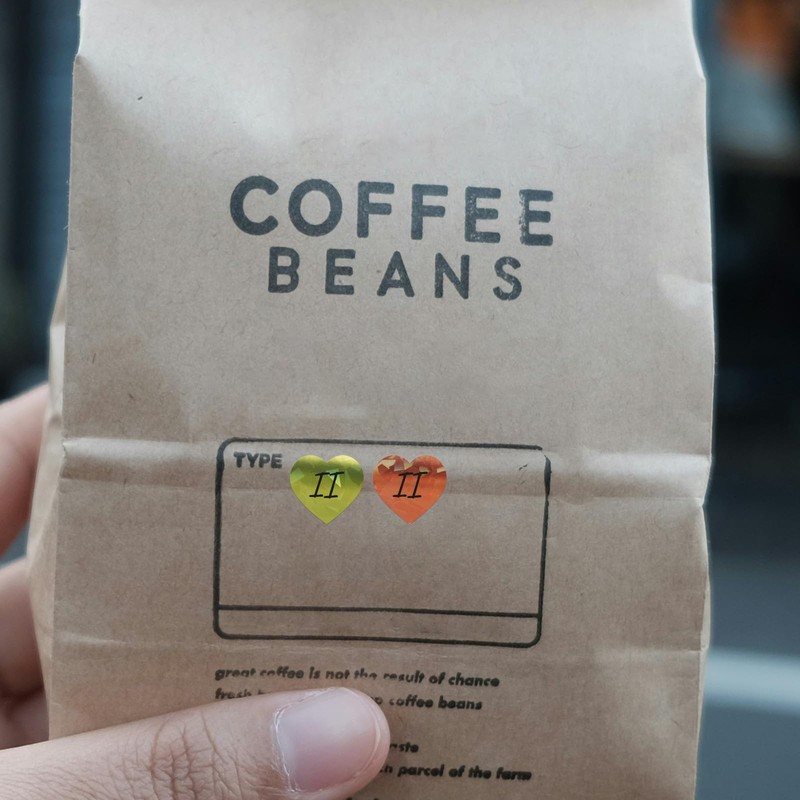 COFFEE
BEANS
TYPE II II
great coffee is not the result of chance
fresh coffee beans
parcel of the farm